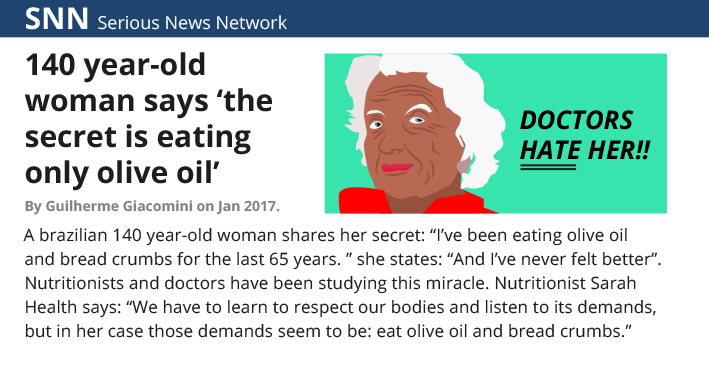 SNN Serious News Network
140 year-old
woman says ‘the
secret is eating
only olive oil’
By Guilherme Giacomini on Jan 2017.
DOCTORS
HATE HER!!
A brazilian 140 year-old woman shares her secret: “I’ve been eating olive oil
and bread crumbs for the last 65 years. ” she states: “And I’ve never felt better”.
Nutritionists and doctors have been studying this miracle. Nutritionist Sarah
Health says: “We have to learn to respect our bodies and listen to its demands,
but in her case those demands seem to be: eat olive oil and bread crumbs.”